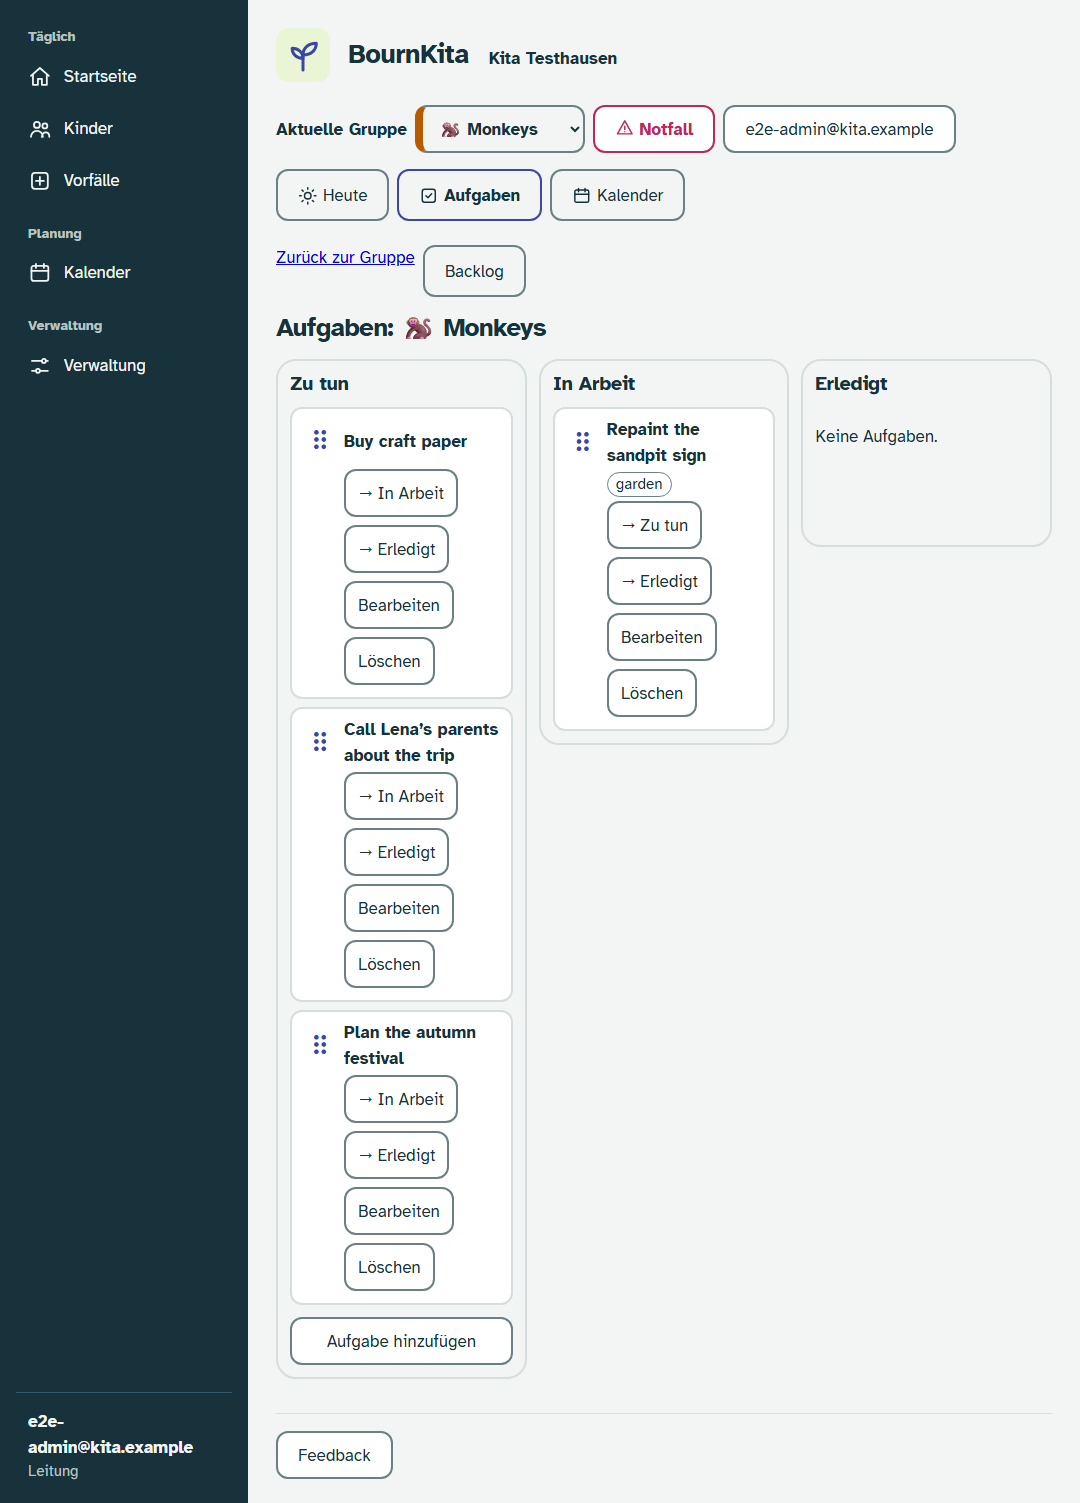 Täglich
Startseite
Kinder
Vorfälle
Planung
Kalender
Verwaltung
Verwaltung
e2e-
admin@kita.example
Leitung
BournKita
Kita Testhausen
Aktuelle Gruppe
Monkeys
Notfall
e2e-admin@kita.example
Heute
Aufgaben
Kalender
Zurück zur Gruppe
Backlog
Aufgaben: 🐒 Monkeys
Zu tun
Buy craft paper
→ In Arbeit
→ Erledigt
Bearbeiten
Löschen
Call Lena’s parents
about the trip
→ In Arbeit
→ Erledigt
Bearbeiten
Löschen
Plan the autumn
festival
→ In Arbeit
→ Erledigt
Bearbeiten
Löschen
Aufgabe hinzufügen
In Arbeit
Repaint the
sandpit sign
garden
→ Zu tun
→ Erledigt
Bearbeiten
Löschen
Erledigt
Keine Aufgaben.
Feedback